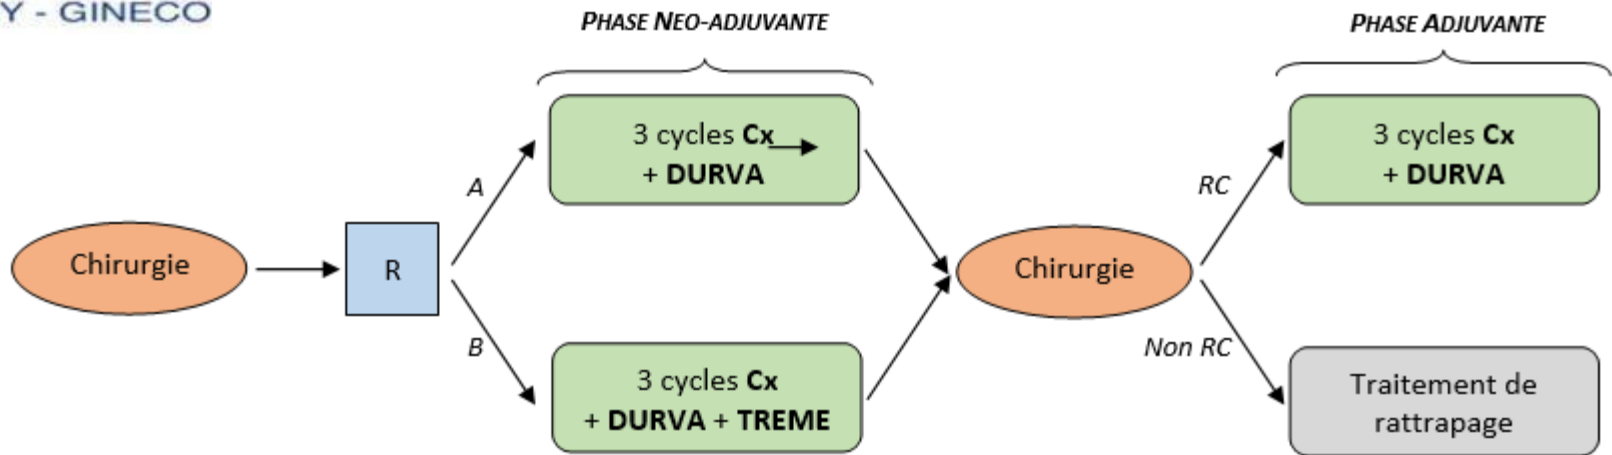 Y - GINECO
PHASE NEO-ADJUVANTE
PHASE ADJUVANTE
3 cycles Cx
+ DURVA
3 cycles Cx
+ DURVA
A
RC
Chirurgie
R
Chirurgie
B
Non RC
3 cycles Cx
+ DURVA + TREME
Traitement de
rattrapage